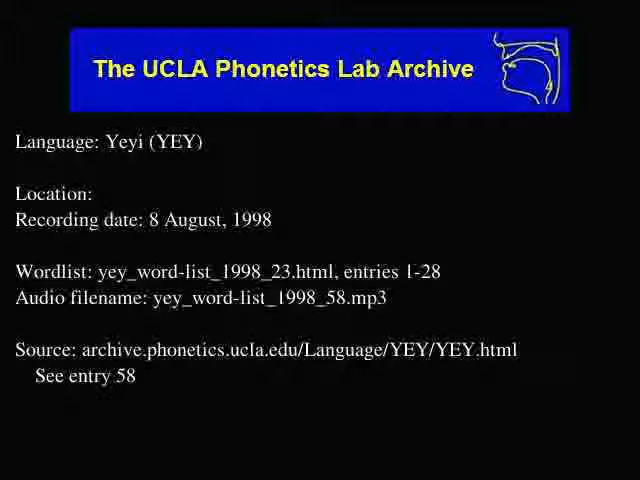 The UCLA Phonetics Lab Archive
Language: Yeyi (YEY)
Location:
Recording date: 8 August, 1998
Wordlist: yey_word-list_1998_23.html, entries 1-28
Audio filename: yey_word-list_1998_58.mp3
Source: archive.phonetics.ucla.edu/Language/YEY/YEY.html
See entry 58